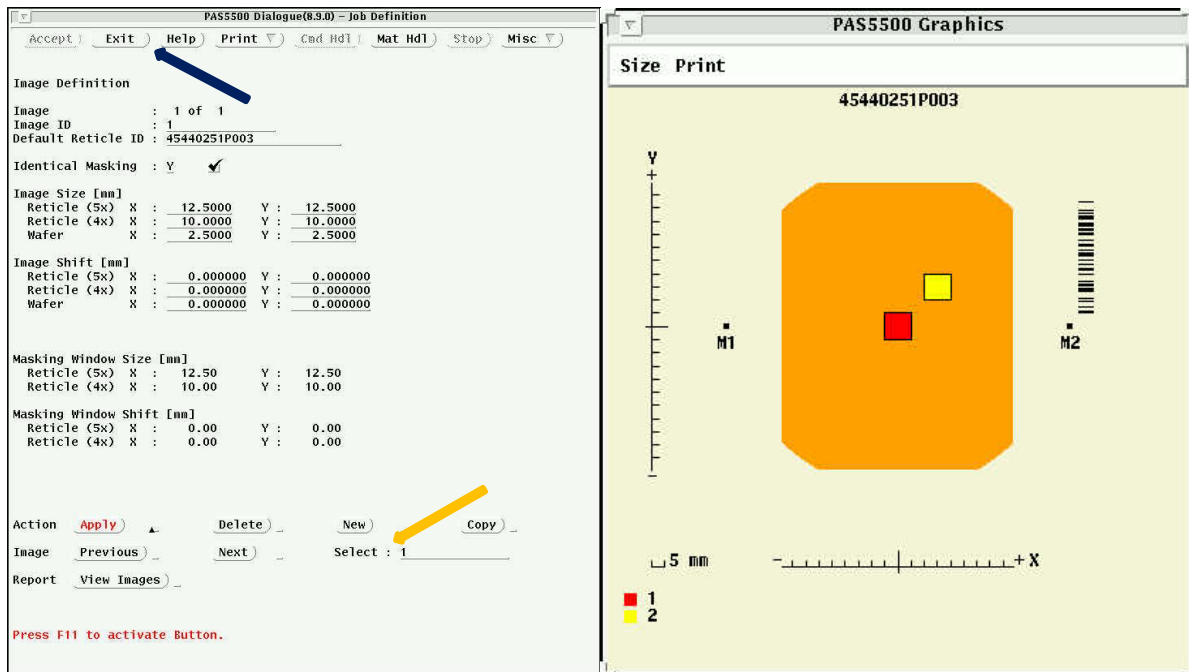 PAS5500 Dialogue(8.9.0) – Job Definition
Accept Exit Help Print Cmd Hdl Mat Hdl Stop Misc
Image Definition
Image : 1 of 1
Image ID : 1
Default Reticle ID : 45440251P003
Identical Masking : Y ✔
Image Size [mm]
Reticle (5x) X : 12.5000 Y : 12.5000
Reticle (4x) X : 10.0000 Y : 10.0000
Wafer X : 2.5000 Y : 2.5000
Image Shift [mm]
Reticle (5x) X : 0.000000 Y : 0.000000
Reticle (4x) X : 0.000000 Y : 0.000000
Wafer X : 0.000000 Y : 0.000000
Masking Window Size [mm]
Reticle (5x) X : 12.50 Y : 12.50
Reticle (4x) X : 10.00 Y : 10.00
Masking Window Shift [mm]
Reticle (5x) X : 0.00 Y : 0.00
Reticle (4x) X : 0.00 Y : 0.00
Action Apply Delete New Copy
Image Previous Next Select : 1
Report View Images
Press F11 to activate Button.
PAS5500 Graphics
Size Print
45440251P003
Y
+
M1 M2
-
5 mm - + X
1
2